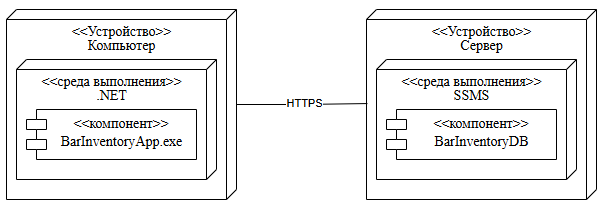 <<Устройство>>
Компьютер
<<среда выполнения>>
.NET
<<компонент>>
BarInventoryApp.exe
HTTPS
<<Устройство>>
Сервер
<<среда выполнения>>
SSMS
<<компонент>>
BarInventoryDB